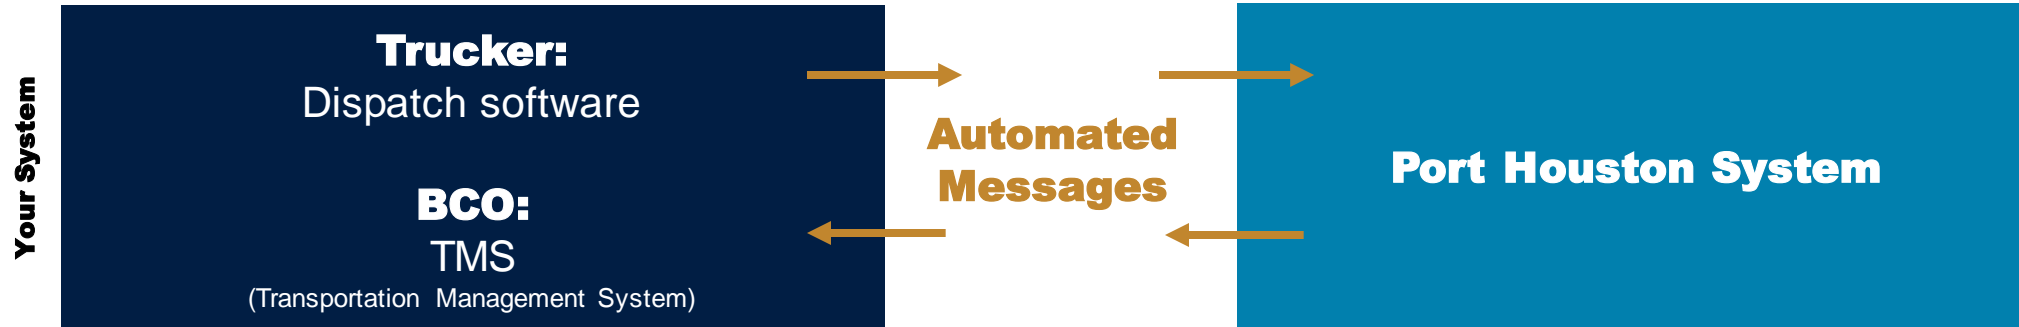 Your System
Trucker:
Dispatch software
BCO:
TMS
(Transportation Management System)
Automated
Messages
Port Houston System